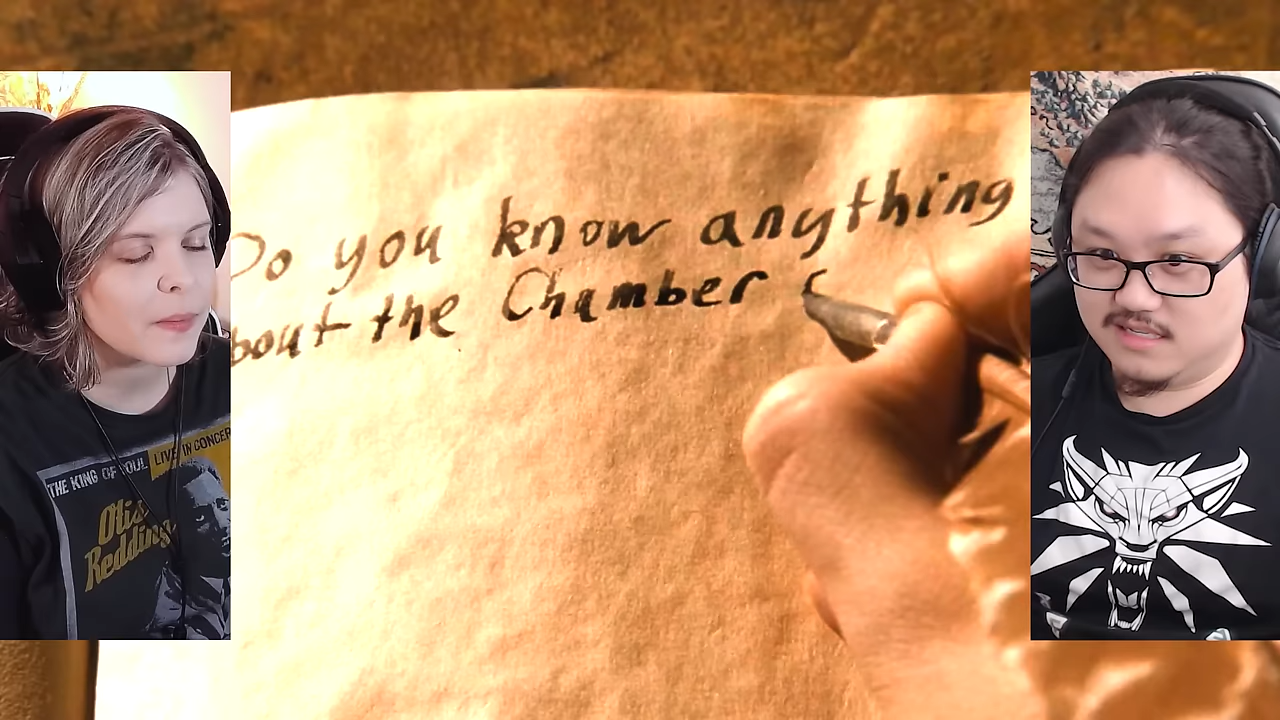 Do you know anything
bout the Chamber
THE KING OF SOUL LIVE IN CONCERT
Otis
Redding